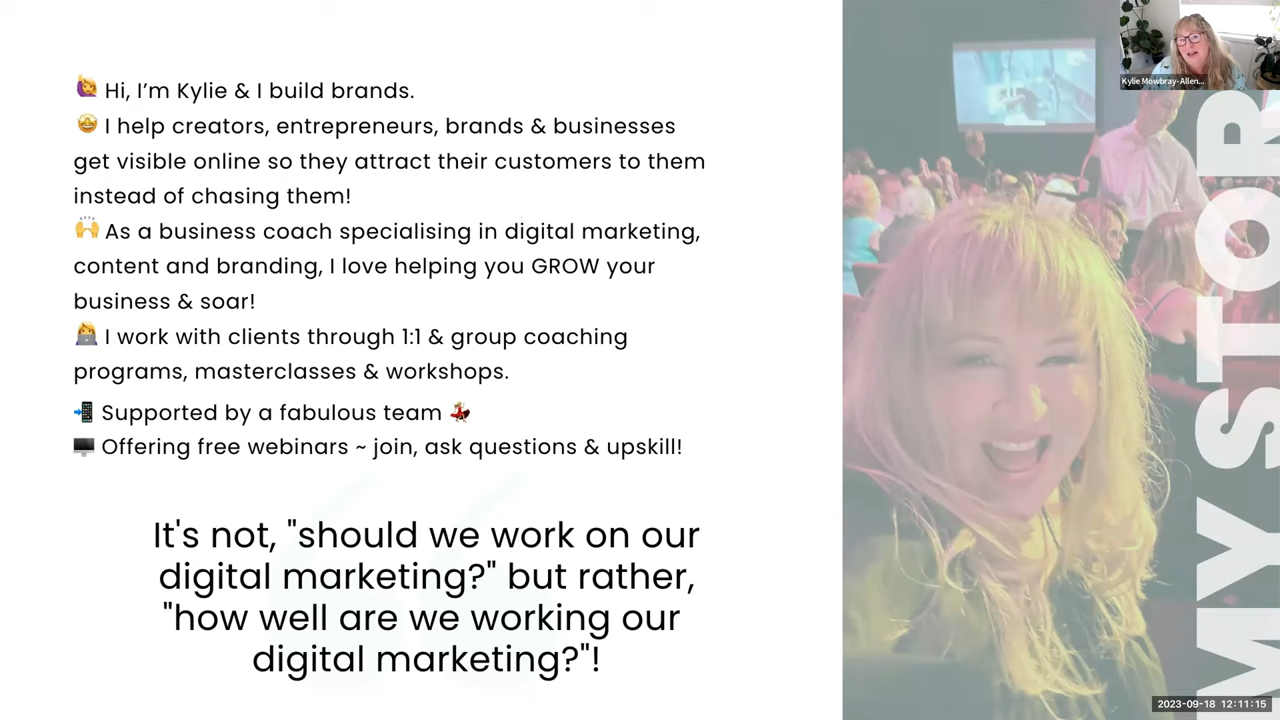 🙋‍♀️ Hi, I’m Kylie & I build brands.
🤩 I help creators, entrepreneurs, brands & businesses
get visible online so they attract their customers to them
instead of chasing them!
🙌 As a business coach specialising in digital marketing,
content and branding, I love helping you GROW your
business & soar!
👩‍💻 I work with clients through 1:1 & group coaching
programs, masterclasses & workshops.
📲 Supported by a fabulous team 💃
🖥️ Offering free webinars ~ join, ask questions & upskill!
It's not, "should we work on our
digital marketing?" but rather,
"how well are we working our
digital marketing?"!
MY STOR
Kylie Mowbray-Allen...
2023-09-18 12:11:15